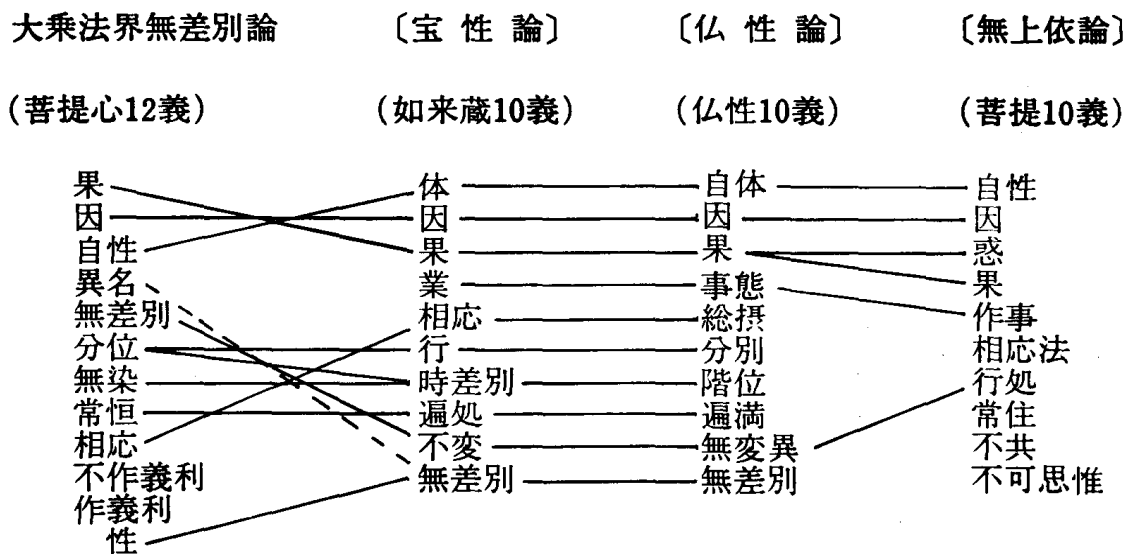 大乗法界無差別論 〔宝性論〕 〔仏性論〕 〔無上依論〕
(菩提心12義) (如来蔵10義) (仏性10義) (菩提10義)
果 体 自体 自性
因 因 因 因
自性 果 果 惑
異名 業 事態 果
無差別 相応 総摂 作事
分位 行 分別 相応法
無染 時差別 階位 行処
常恒 遍処 遍満 常住
相応 不変 無変異 不共
不作義利 無差別 無差別 不可思惟
作義利
性